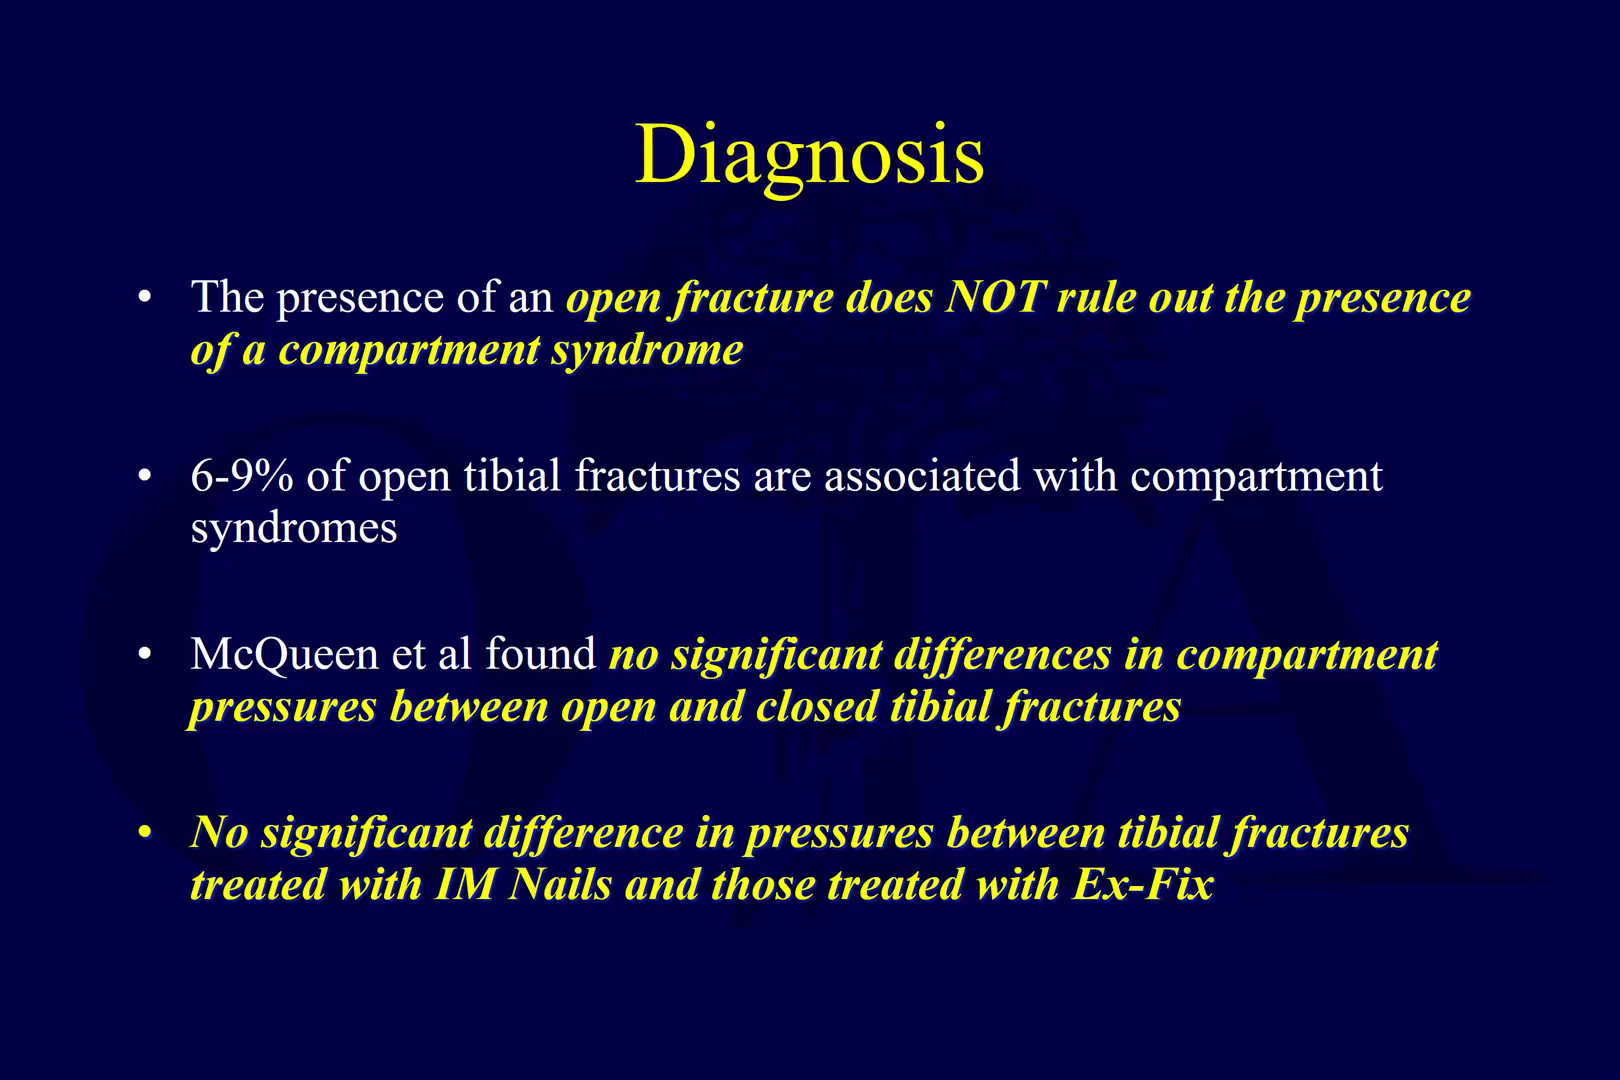 Diagnosis
• The presence of an open fracture does NOT rule out the presence
of a compartment syndrome
• 6-9% of open tibial fractures are associated with compartment
syndromes
• McQueen et al found no significant differences in compartment
pressures between open and closed tibial fractures
• No significant difference in pressures between tibial fractures
treated with IM Nails and those treated with Ex-Fix
OTA